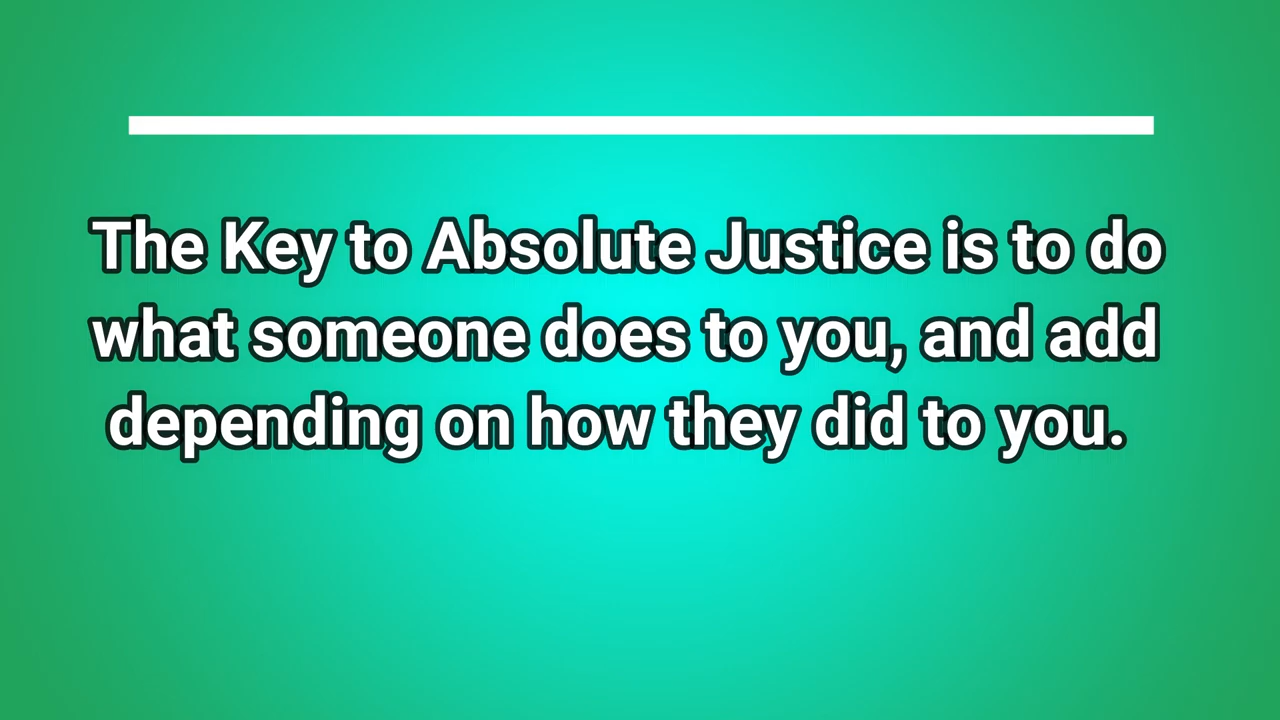 The Key to Absolute Justice is to do
what someone does to you, and add
depending on how they did to you.